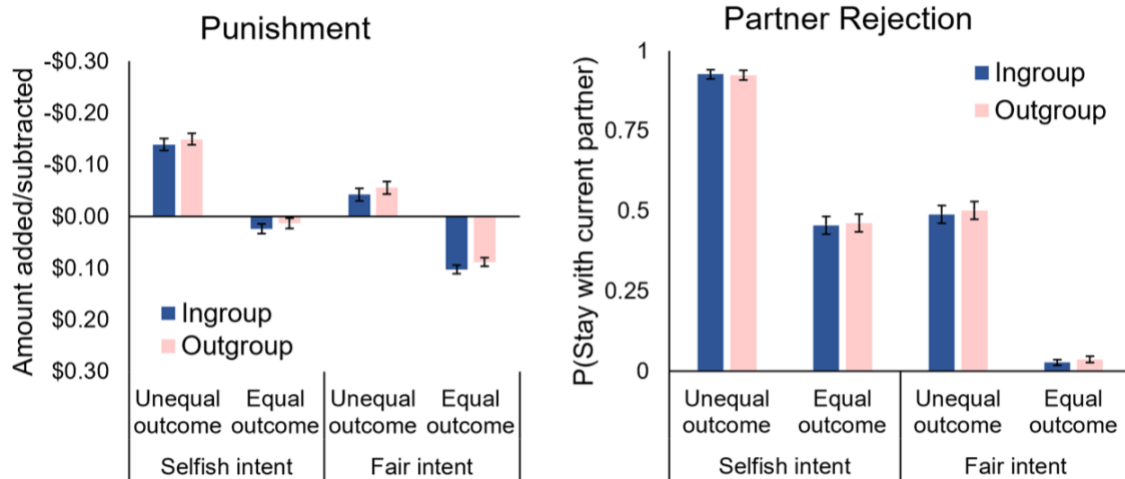 Punishment
Amount added/subtracted
-$0.30
-$0.20
-$0.10
$0.00
$0.10
$0.20
$0.30
Ingroup
Outgroup
Unequal outcome
Equal outcome
Unequal outcome
Equal outcome
Selfish intent
Fair intent
Partner Rejection
P(Stay with current partner)
1
0.75
0.5
0.25
0
Ingroup
Outgroup
Unequal outcome
Equal outcome
Unequal outcome
Equal outcome
Selfish intent
Fair intent